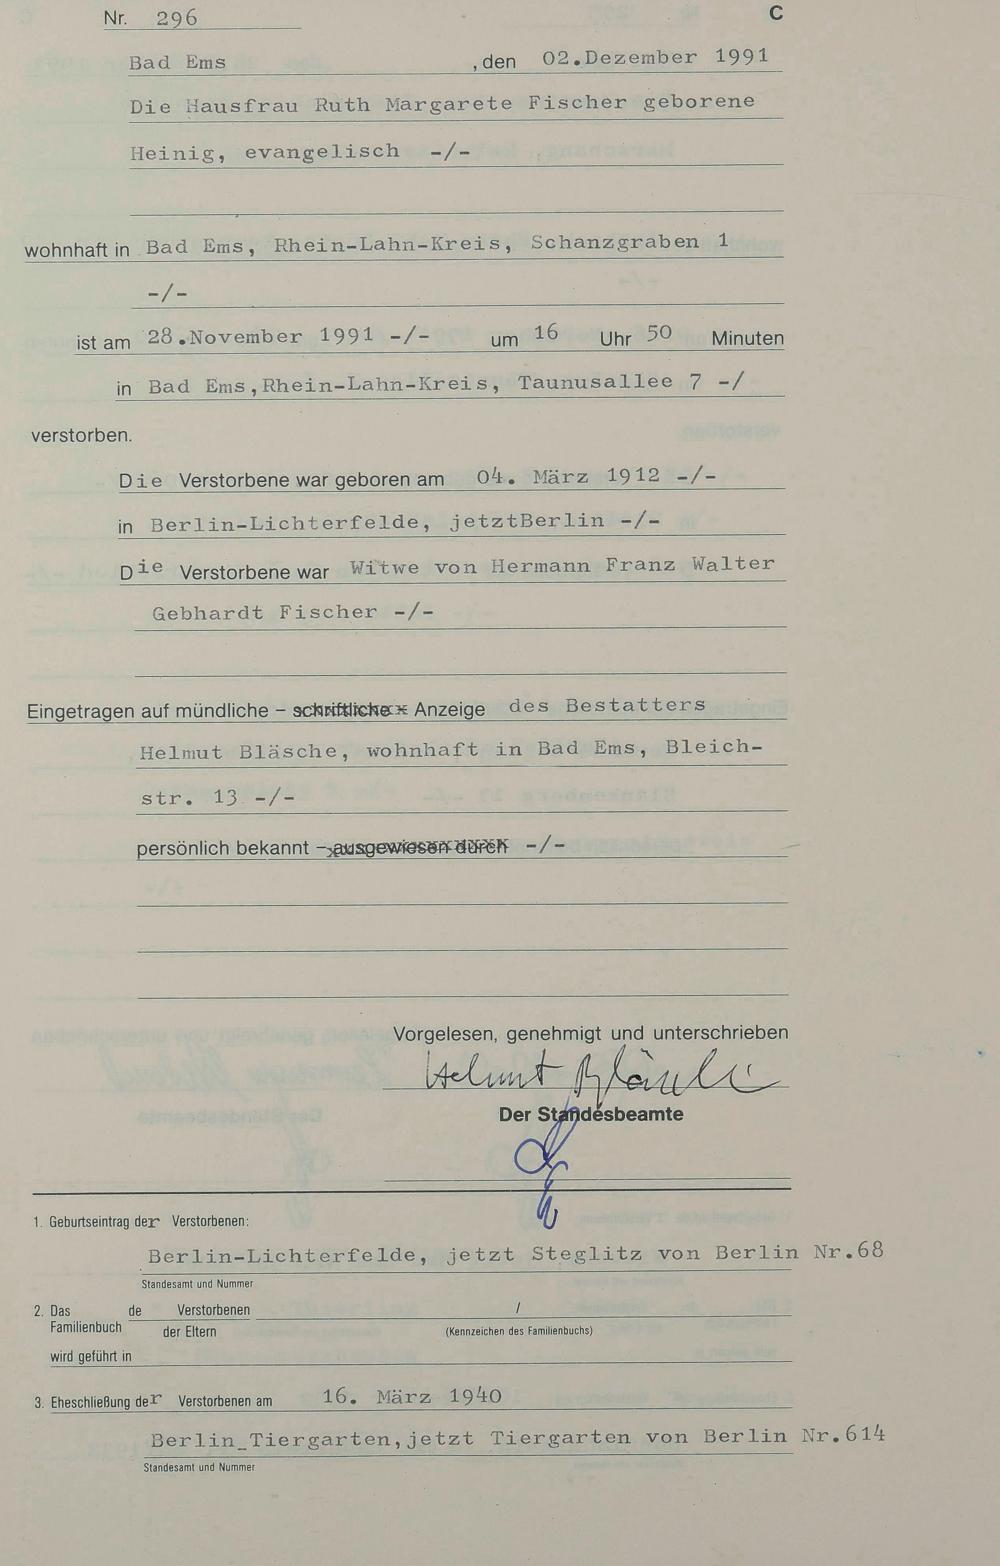 Nr. 296
C
Bad Ems , den 02.Dezember 1991
Die Hausfrau Ruth Margarete Fischer geborene
Heinig, evangelisch -/-
wohnhaft in Bad Ems, Rhein-Lahn-Kreis, Schanzgraben 1
-/-
ist am 28.November 1991 -/- um 16 Uhr 50 Minuten
in Bad Ems,Rhein-Lahn-Kreis, Taunusallee 7 -/
verstorben.
Die Verstorbene war geboren am 04. März 1912 -/-
in Berlin-Lichterfelde, jetztBerlin -/-
Die Verstorbene war Witwe von Hermann Franz Walter
Gebhardt Fischer -/-
Eingetragen auf mündliche – schriftliche – Anzeige des Bestatters
Helmut Bläsche, wohnhaft in Bad Ems, Bleich-
str. 13 -/-
persönlich bekannt – ausgewiesen durch -/-
Vorgelesen, genehmigt und unterschrieben
Helmut Bläsche
Der Standesbeamte
1. Geburtseintrag der Verstorbenen:
Berlin-Lichterfelde, jetzt Steglitz von Berlin Nr.68
Standesamt und Nummer
2. Das Familienbuch de Verstorbenen /
der Eltern (Kennzeichen des Familienbuchs)
wird geführt in
3. Eheschließung der Verstorbenen am 16. März 1940
Berlin_Tiergarten,jetzt Tiergarten von Berlin Nr.614
Standesamt und Nummer